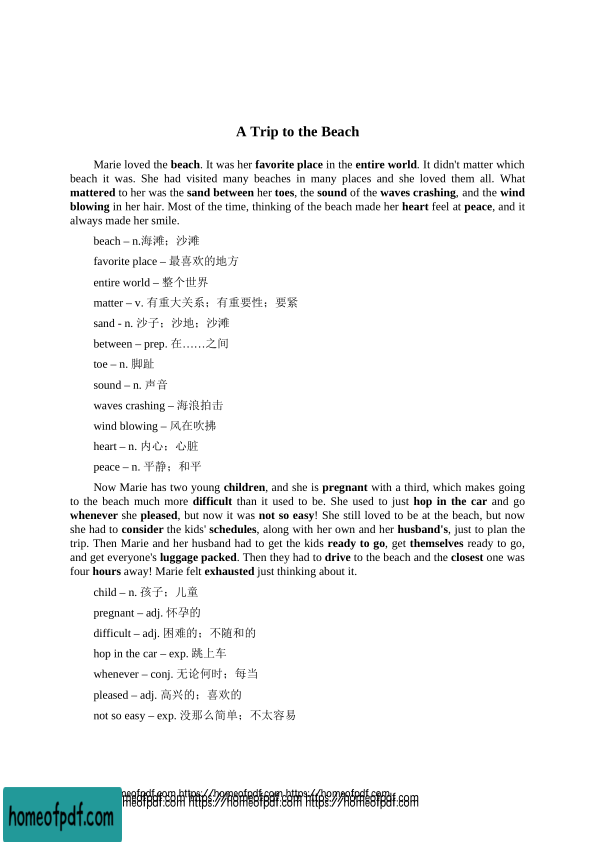 A Trip to the Beach
Marie loved the beach. It was her favorite place in the entire world. It didn't matter which
beach it was. She had visited many beaches in many places and she loved them all. What
mattered to her was the sand between her toes, the sound of the waves crashing, and the wind
blowing in her hair. Most of the time, thinking of the beach made her heart feel at peace, and it
always made her smile.
beach – n.海滩；沙滩
favorite place – 最喜欢的地方
entire world – 整个世界
matter – v. 有重大关系；有重要性；要紧
sand - n. 沙子；沙地；沙滩
between – prep. 在……之间
toe – n. 脚趾
sound – n. 声音
waves crashing – 海浪拍击
wind blowing – 风在吹拂
heart – n. 内心；心脏
peace – n. 平静；和平
Now Marie has two young children, and she is pregnant with a third, which makes going
to the beach much more difficult than it used to be. She used to just hop in the car and go
whenever she pleased, but now it was not so easy! She still loved to be at the beach, but now
she had to consider the kids' schedules, along with her own and her husband's, just to plan the
trip. Then Marie and her husband had to get the kids ready to go, get themselves ready to go,
and get everyone's luggage packed. Then they had to drive to the beach and the closest one was
four hours away! Marie felt exhausted just thinking about it.
child – n. 孩子；儿童
pregnant – adj. 怀孕的
difficult – adj. 困难的；不随和的
hop in the car – exp. 跳上车
whenever – conj. 无论何时；每当
pleased – adj. 高兴的；喜欢的
not so easy – exp. 没那么简单；不太容易
meofpdf.com https://homeofpdf.com https://homeofpdf.com
meofpdf.com https://homeofpdf.com https://homeofpdf.com
homeofpdf.com